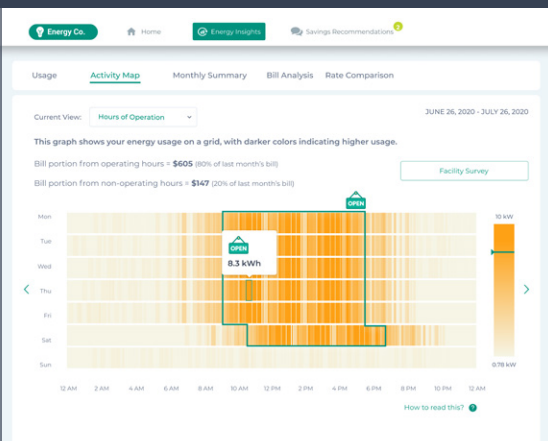 Energy Co.
Home
Energy Insights
Savings Recommendations
Usage
Activity Map
Monthly Summary
Bill Analysis
Rate Comparison
Current View:
Hours of Operation
JUNE 26, 2020 - JULY 26, 2020
This graph shows your energy usage on a grid, with darker colors indicating higher usage.
Bill portion from operating hours = $605 (80% of last month's bill)
Facility Survey
Bill portion from non-operating hours = $147 (20% of last month's bill)
OPEN
Mon
10 kW
Tue
OPEN
8.3 kWh
Wed
Thu
Fri
Sat
Sun
0.78 kW
12 AM
2 AM
4 AM
6 AM
8 AM
10 AM
12 PM
2 PM
4 PM
6 PM
8 PM
10 PM
12 AM
How to read this? ?